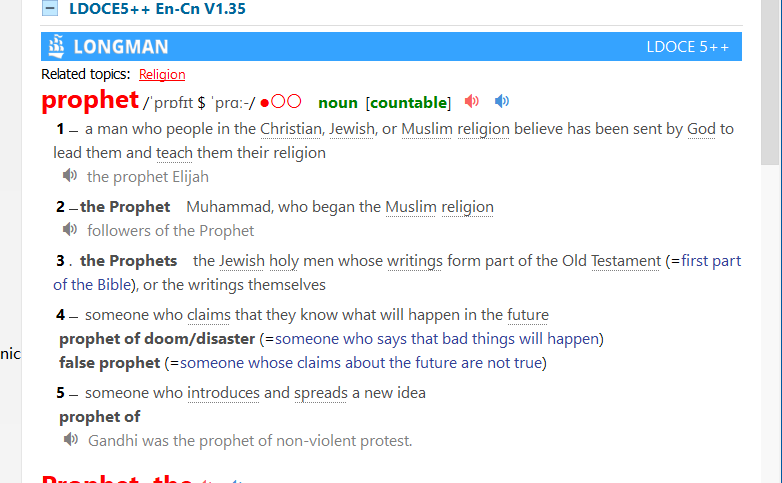 LDOCE5++ En-Cn V1.35
LONGMAN LDOCE 5++
Related topics: Religion
prophet /ˈprɒfɪt $ ˈprɑː-/ ●○○ noun [countable]
1 – a man who people in the Christian, Jewish, or Muslim religion believe has been sent by God to
lead them and teach them their religion
the prophet Elijah
2 –the Prophet Muhammad, who began the Muslim religion
followers of the Prophet
3 . the Prophets the Jewish holy men whose writings form part of the Old Testament (=first part
of the Bible), or the writings themselves
4 – someone who claims that they know what will happen in the future
prophet of doom/disaster (=someone who says that bad things will happen)
nic
false prophet (=someone whose claims about the future are not true)
5 – someone who introduces and spreads a new idea
prophet of
Gandhi was the prophet of non-violent protest.
Prophet, the